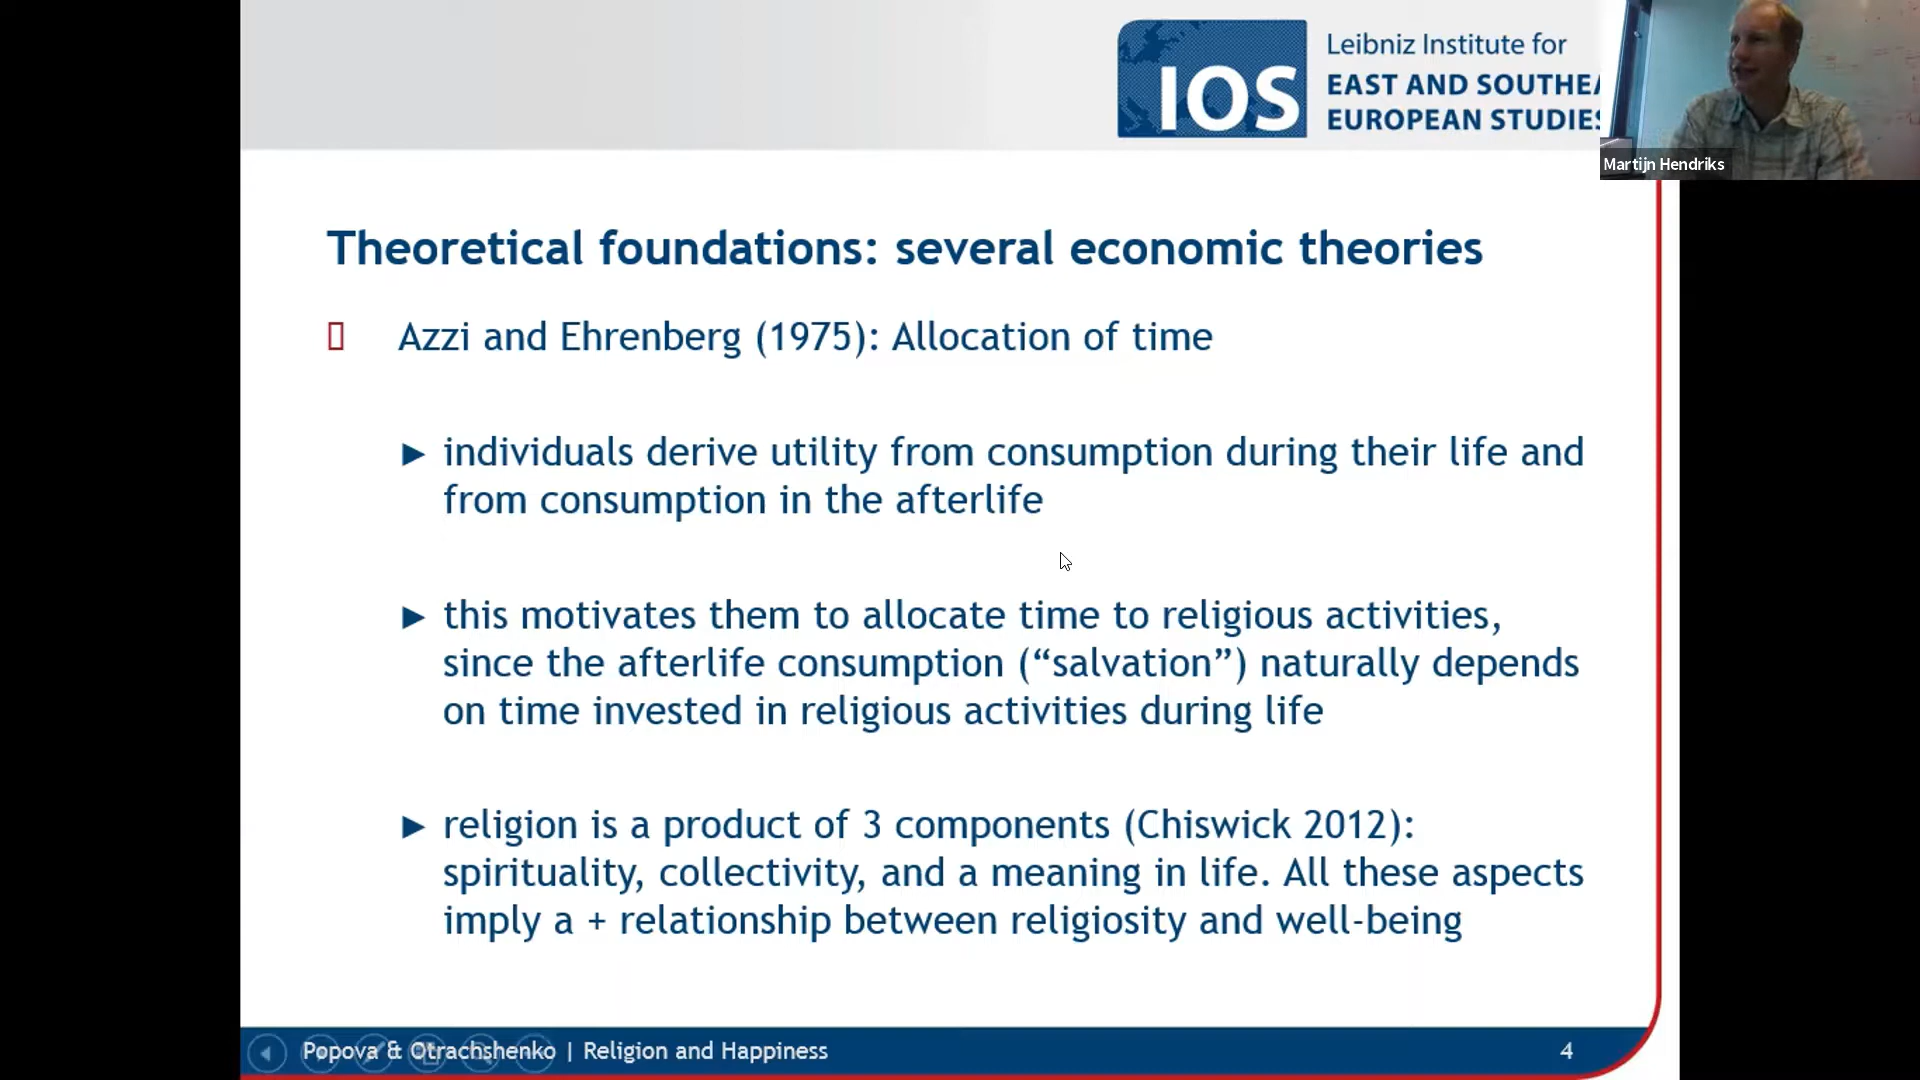 IOS
Leibniz Institute for
EAST AND SOUTHEA
EUROPEAN STUDIES
Martijn Hendriks
Theoretical foundations: several economic theories
Azzi and Ehrenberg (1975): Allocation of time
► individuals derive utility from consumption during their life and
from consumption in the afterlife
► this motivates them to allocate time to religious activities,
since the afterlife consumption (“salvation”) naturally depends
on time invested in religious activities during life
► religion is a product of 3 components (Chiswick 2012):
spirituality, collectivity, and a meaning in life. All these aspects
imply a + relationship between religiosity and well-being
Popova & Otrachshenko | Religion and Happiness
4